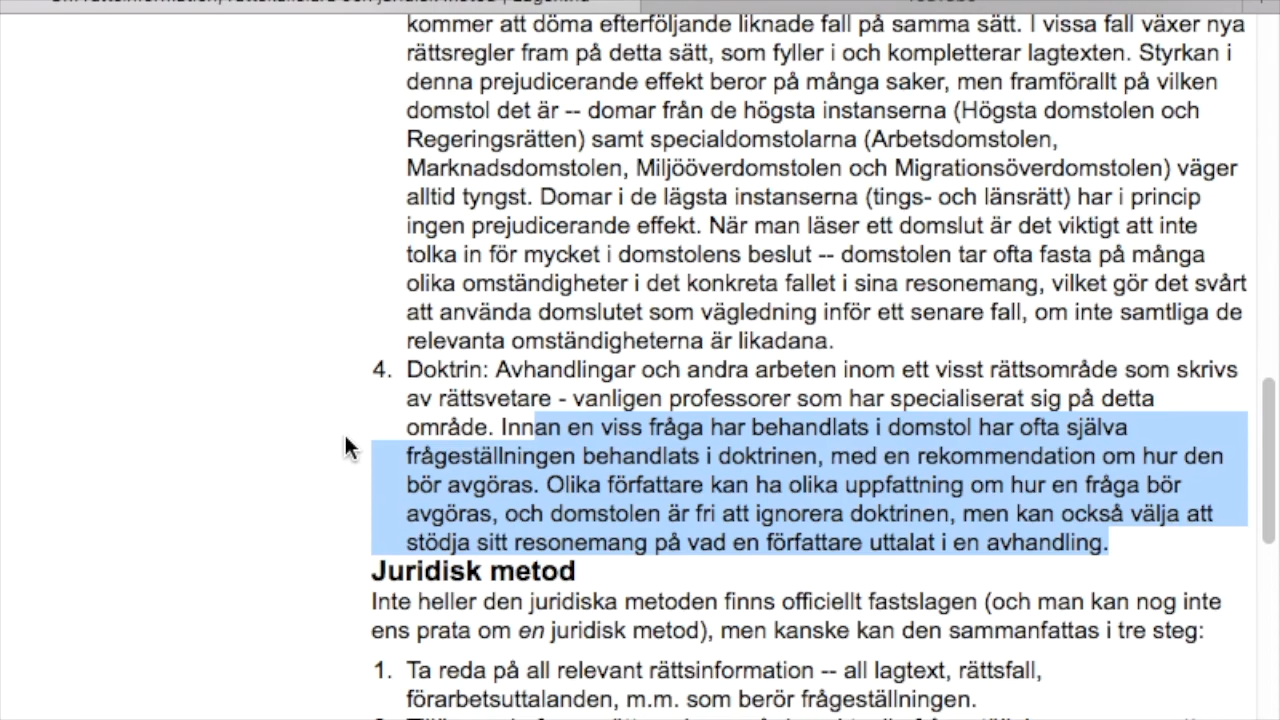 kommer att döma efterföljande liknade fall på samma sätt. I vissa fall växer nya
rättsregler fram på detta sätt, som fyller i och kompletterar lagtexten. Styrkan i
denna prejudicerande effekt beror på många saker, men framförallt på vilken
domstol det är -- domar från de högsta instanserna (Högsta domstolen och
Regeringsrätten) samt specialdomstolarna (Arbetsdomstolen,
Marknadsdomstolen, Miljööverdomstolen och Migrationsöverdomstolen) väger
alltid tyngst. Domar i de lägsta instanserna (tings- och länsrätt) har i princip
ingen prejudicerande effekt. När man läser ett domslut är det viktigt att inte
tolka in för mycket i domstolens beslut -- domstolen tar ofta fasta på många
olika omständigheter i det konkreta fallet i sina resonemang, vilket gör det svårt
att använda domslutet som vägledning inför ett senare fall, om inte samtliga de
relevanta omständigheterna är likadana.
4. Doktrin: Avhandlingar och andra arbeten inom ett visst rättsområde som skrivs
av rättsvetare - vanligen professorer som har specialiserat sig på detta
område. Innan en viss fråga har behandlats i domstol har ofta själva
frågeställningen behandlats i doktrinen, med en rekommendation om hur den
bör avgöras. Olika författare kan ha olika uppfattning om hur en fråga bör
avgöras, och domstolen är fri att ignorera doktrinen, men kan också välja att
stödja sitt resonemang på vad en författare uttalat i en avhandling.
Juridisk metod
Inte heller den juridiska metoden finns officiellt fastslagen (och man kan nog inte
ens prata om en juridisk metod), men kanske kan den sammanfattas i tre steg:
1. Ta reda på all relevant rättsinformation -- all lagtext, rättsfall,
förarbetsuttalanden, m.m. som berör frågeställningen.